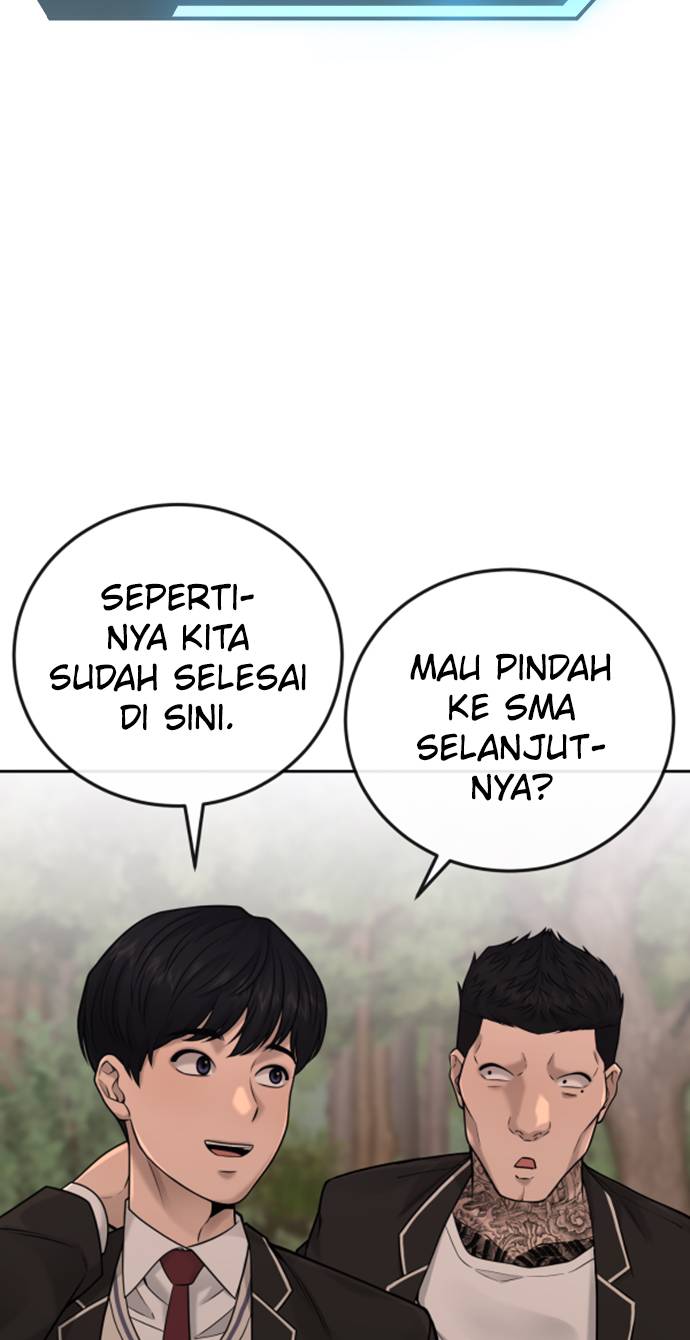 SEPERTI-
NYA KITA
SUDAH SELESAI
DI SINI.
MAU PINDAH
KE SMA
SELANJUT-
NYA?